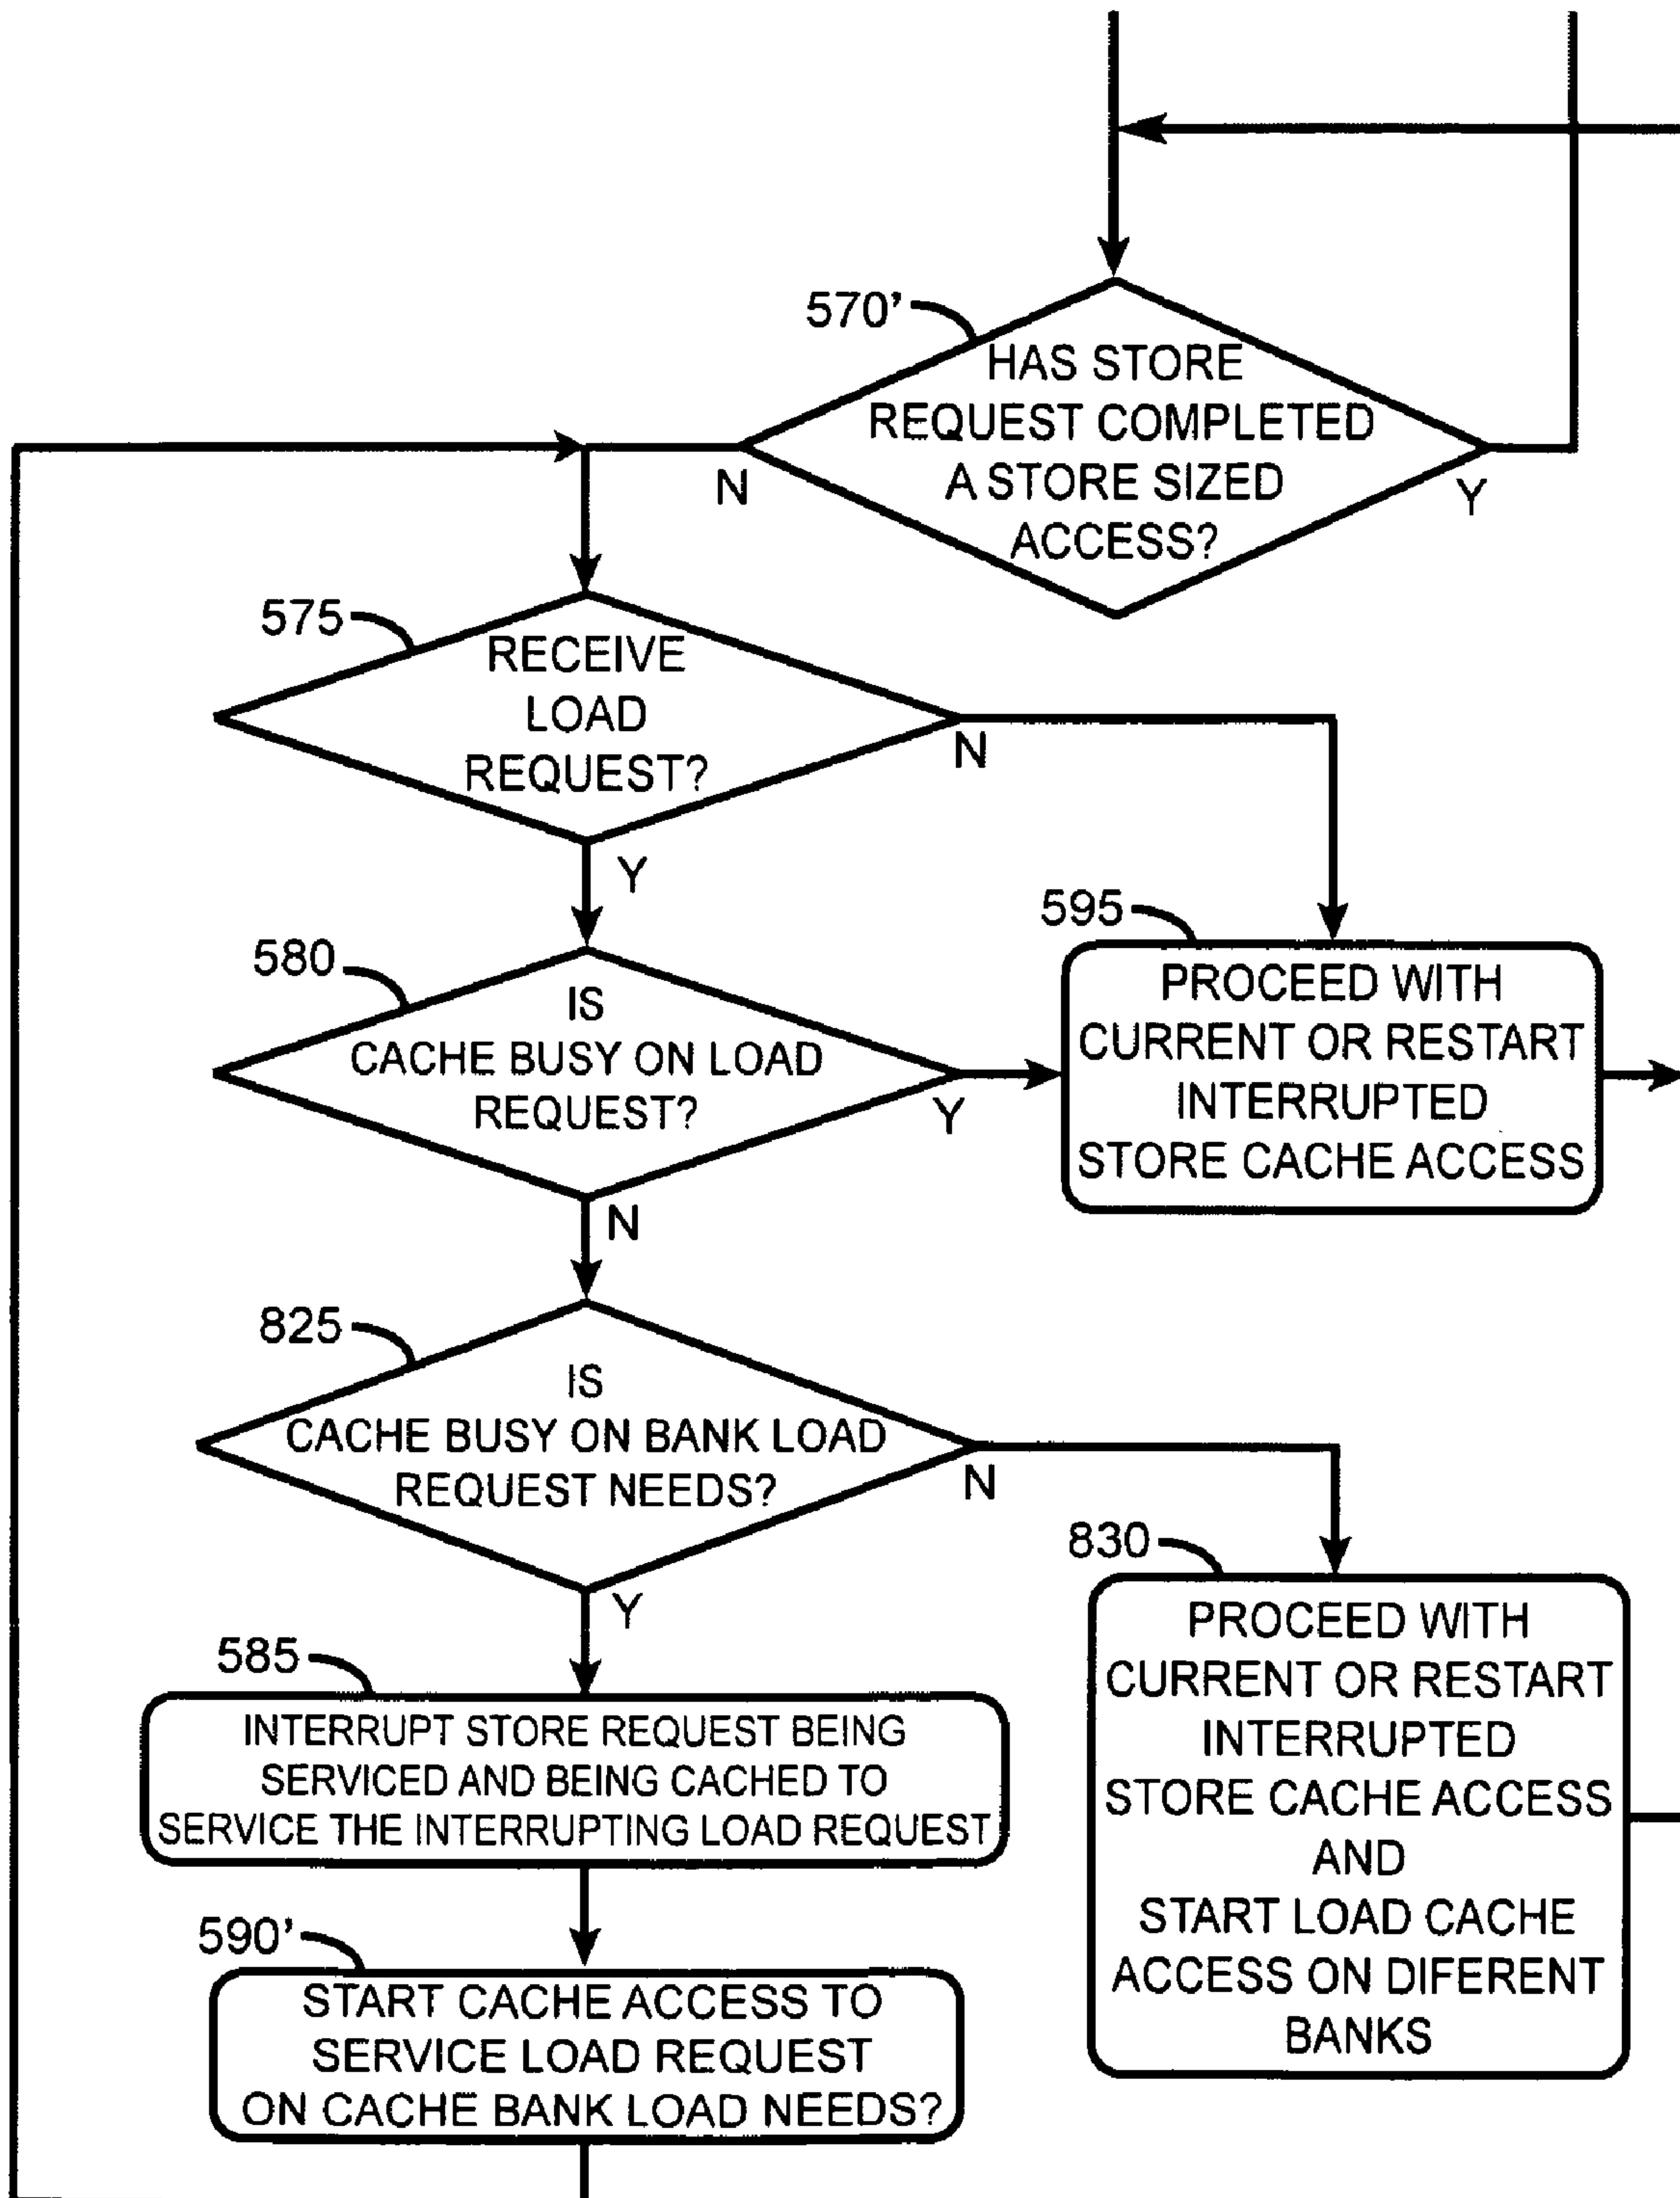 570'
HAS STORE
REQUEST COMPLETED
A STORE SIZED
ACCESS?
N
Y
575
RECEIVE
LOAD
REQUEST?
N
Y
595
580
IS
CACHE BUSY ON LOAD
REQUEST?
Y
N
PROCEED WITH
CURRENT OR RESTART
INTERRUPTED
STORE CACHE ACCESS
825
IS
CACHE BUSY ON BANK LOAD
REQUEST NEEDS?
N
Y
830
PROCEED WITH
CURRENT OR RESTART
INTERRUPTED
STORE CACHE ACCESS
AND
START LOAD CACHE
ACCESS ON DIFERENT
BANKS
585
INTERRUPT STORE REQUEST BEING
SERVICED AND BEING CACHED TO
SERVICE THE INTERRUPTING LOAD REQUEST
590'
START CACHE ACCESS TO
SERVICE LOAD REQUEST
ON CACHE BANK LOAD NEEDS?